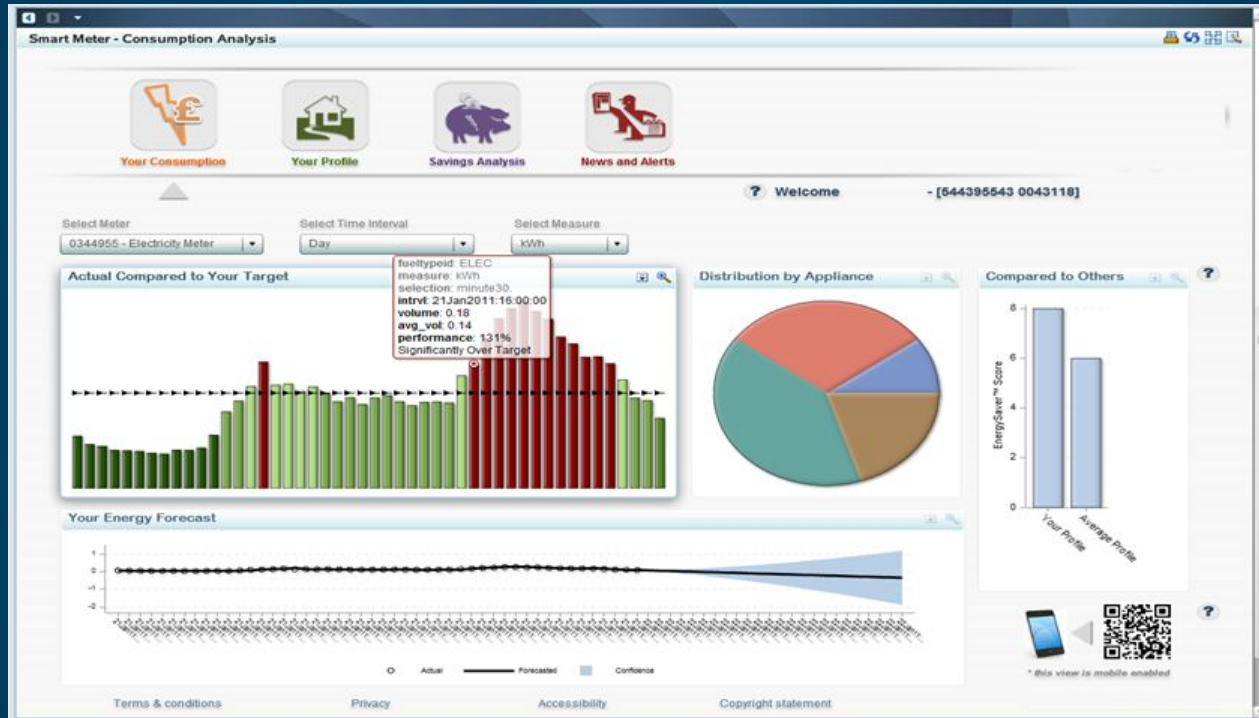 Smart Meter - Consumption Analysis
Your Consumption
Your Profile
Savings Analysis
News and Alerts
? Welcome - [544395543 0043118]
Select Meter
Select Time Interval
Select Measure
0344955 - Electricity Meter
Day
kWh
Actual Compared to Your Target
fueltypeid: ELEC
measure: kWh
selection: minute30.
intrvl: 21Jan2011:16:00:00
volume: 0.18
avg_vol: 0.14
performance: 131%
Significantly Over Target
Distribution by Appliance
Compared to Others
?
8
6
4
2
0
EnergySaver™ Score
Your Profile
Average Profile
Your Energy Forecast
1
0
-1
-2
Actual
Forecasted
Confidence
?
* this view is mobile enabled
Terms & conditions
Privacy
Accessibility
Copyright statement